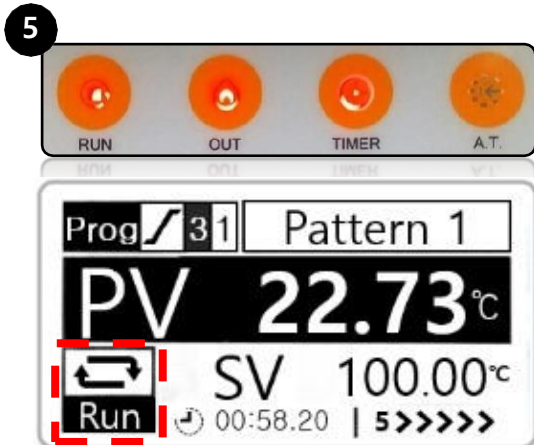 5
RUN OUT TIMER A.T.
Prog 3 1 Pattern 1
PV 22.73℃
SV 100.00℃
Run 00:58.20 | 5>>>>>